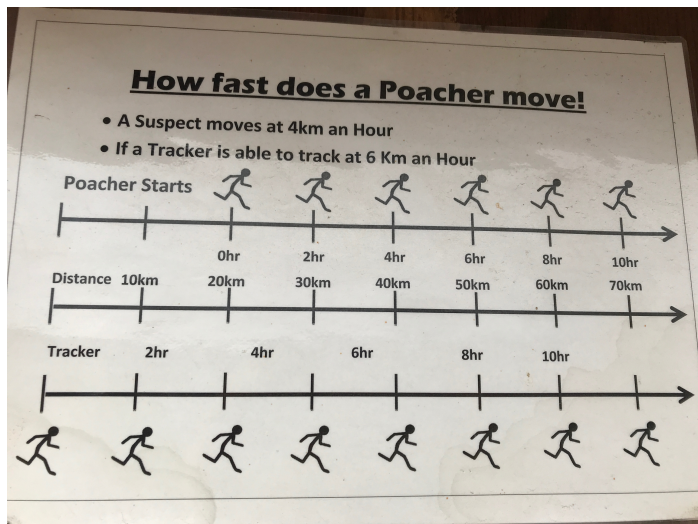 How fast does a Poacher move!
• A Suspect moves at 4km an Hour
• If a Tracker is able to track at 6 Km an Hour
Poacher Starts
0hr 2hr 4hr 6hr 8hr 10hr
Distance 10km 20km 30km 40km 50km 60km 70km
Tracker 2hr 4hr 6hr 8hr 10hr